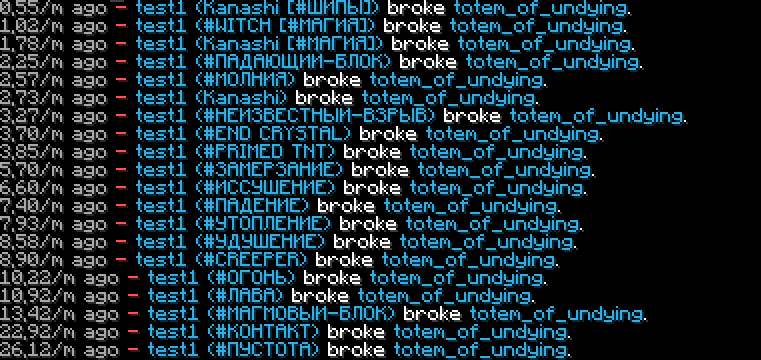 0,55/m ago - test1 (Kanashi [#ШИПЫ]) broke totem_of_undying.
1,02/m ago - test1 (#WITCH [#МАГИЯ]) broke totem_of_undying.
1,78/m ago - test1 (Kanashi [#МАГИЯ]) broke totem_of_undying.
2,25/m ago - test1 (#ПАДАЮЩИЙ-БЛОК) broke totem_of_undying.
2,57/m ago - test1 (#МОЛНИЯ) broke totem_of_undying.
2,73/m ago - test1 (Kanashi) broke totem_of_undying.
3,27/m ago - test1 (#НЕИЗВЕСТНЫЙ-ВЗРЫВ) broke totem_of_undying.
3,70/m ago - test1 (#END CRYSTAL) broke totem_of_undying.
3,85/m ago - test1 (#PRIMED TNT) broke totem_of_undying.
5,70/m ago - test1 (#ЗАМЕРЗАНИЕ) broke totem_of_undying.
6,60/m ago - test1 (#ИССУШЕНИЕ) broke totem_of_undying.
7,40/m ago - test1 (#ПАДЕНИЕ) broke totem_of_undying.
7,93/m ago - test1 (#УТОПЛЕНИЕ) broke totem_of_undying.
8,58/m ago - test1 (#УДУШЕНИЕ) broke totem_of_undying.
8,90/m ago - test1 (#CREEPER) broke totem_of_undying.
10,22/m ago - test1 (#ОГОНЬ) broke totem_of_undying.
10,92/m ago - test1 (#ЛАВА) broke totem_of_undying.
13,42/m ago - test1 (#МАГМОВЫЙ-БЛОК) broke totem_of_undying.
22,92/m ago - test1 (#КОНТАКТ) broke totem_of_undying.
26,12/m ago - test1 (#ПУСТОТА) broke totem_of_undying.